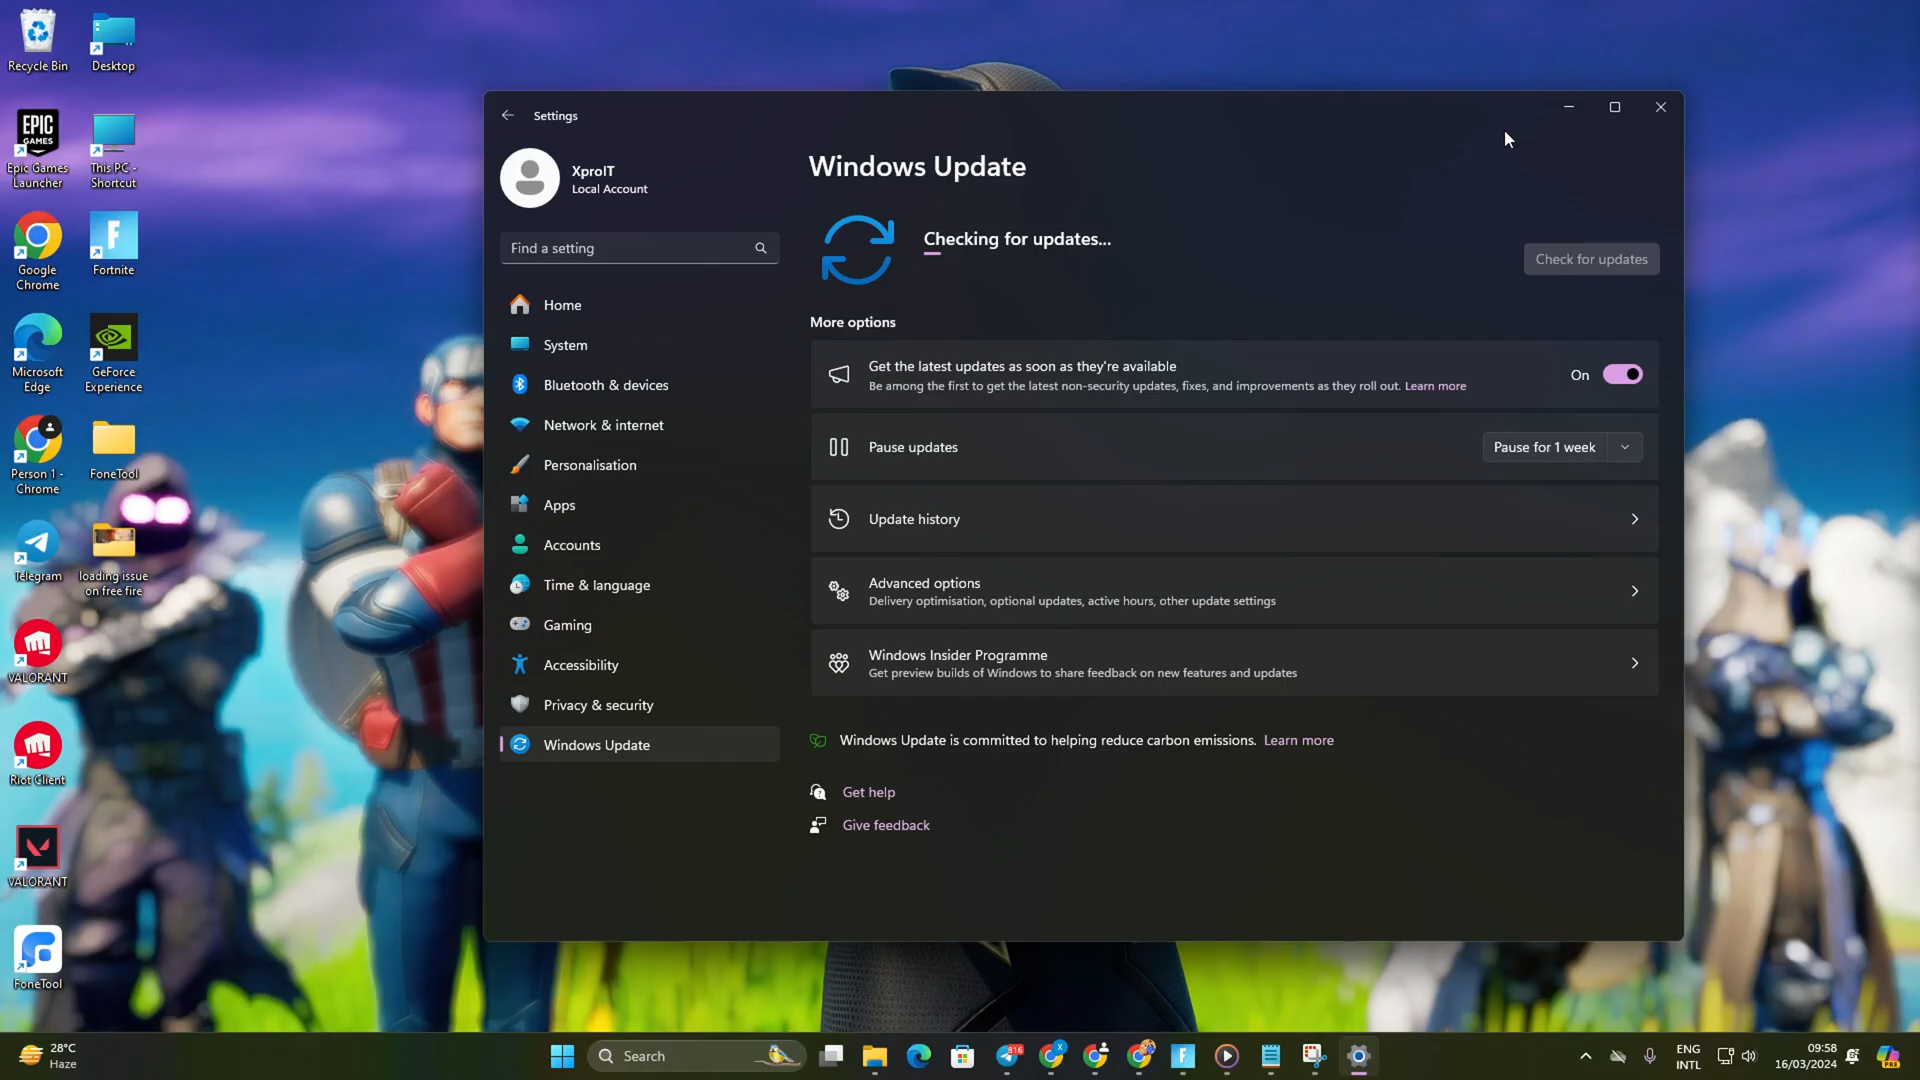 Recycle Bin
Desktop
EPIC
GAMES
Epic Games
Launcher
This PC -
Shortcut
Google
Chrome
Fortnite
Microsoft
Edge
GeForce
Experience
Person 1 -
Chrome
FoneTool
Telegram
loading issue
on free fire
VALORANT
Riot Client
VALORANT
FoneTool
Settings
XproIT
Local Account
Find a setting
Home
System
Bluetooth & devices
Network & internet
Personalisation
Apps
Accounts
Time & language
Gaming
Accessibility
Privacy & security
Windows Update
Windows Update
Checking for updates...
Check for updates
More options
Get the latest updates as soon as they're available
Be among the first to get the latest non-security updates, fixes, and improvements as they roll out. Learn more
On
Pause updates
Pause for 1 week
Update history
Advanced options
Delivery optimisation, optional updates, active hours, other update settings
Windows Insider Programme
Get preview builds of Windows to share feedback on new features and updates
Windows Update is committed to helping reduce carbon emissions. Learn more
Get help
Give feedback
28°C
Haze
Search
816
X
ENG
INTL
09:58
16/03/2024
PRE